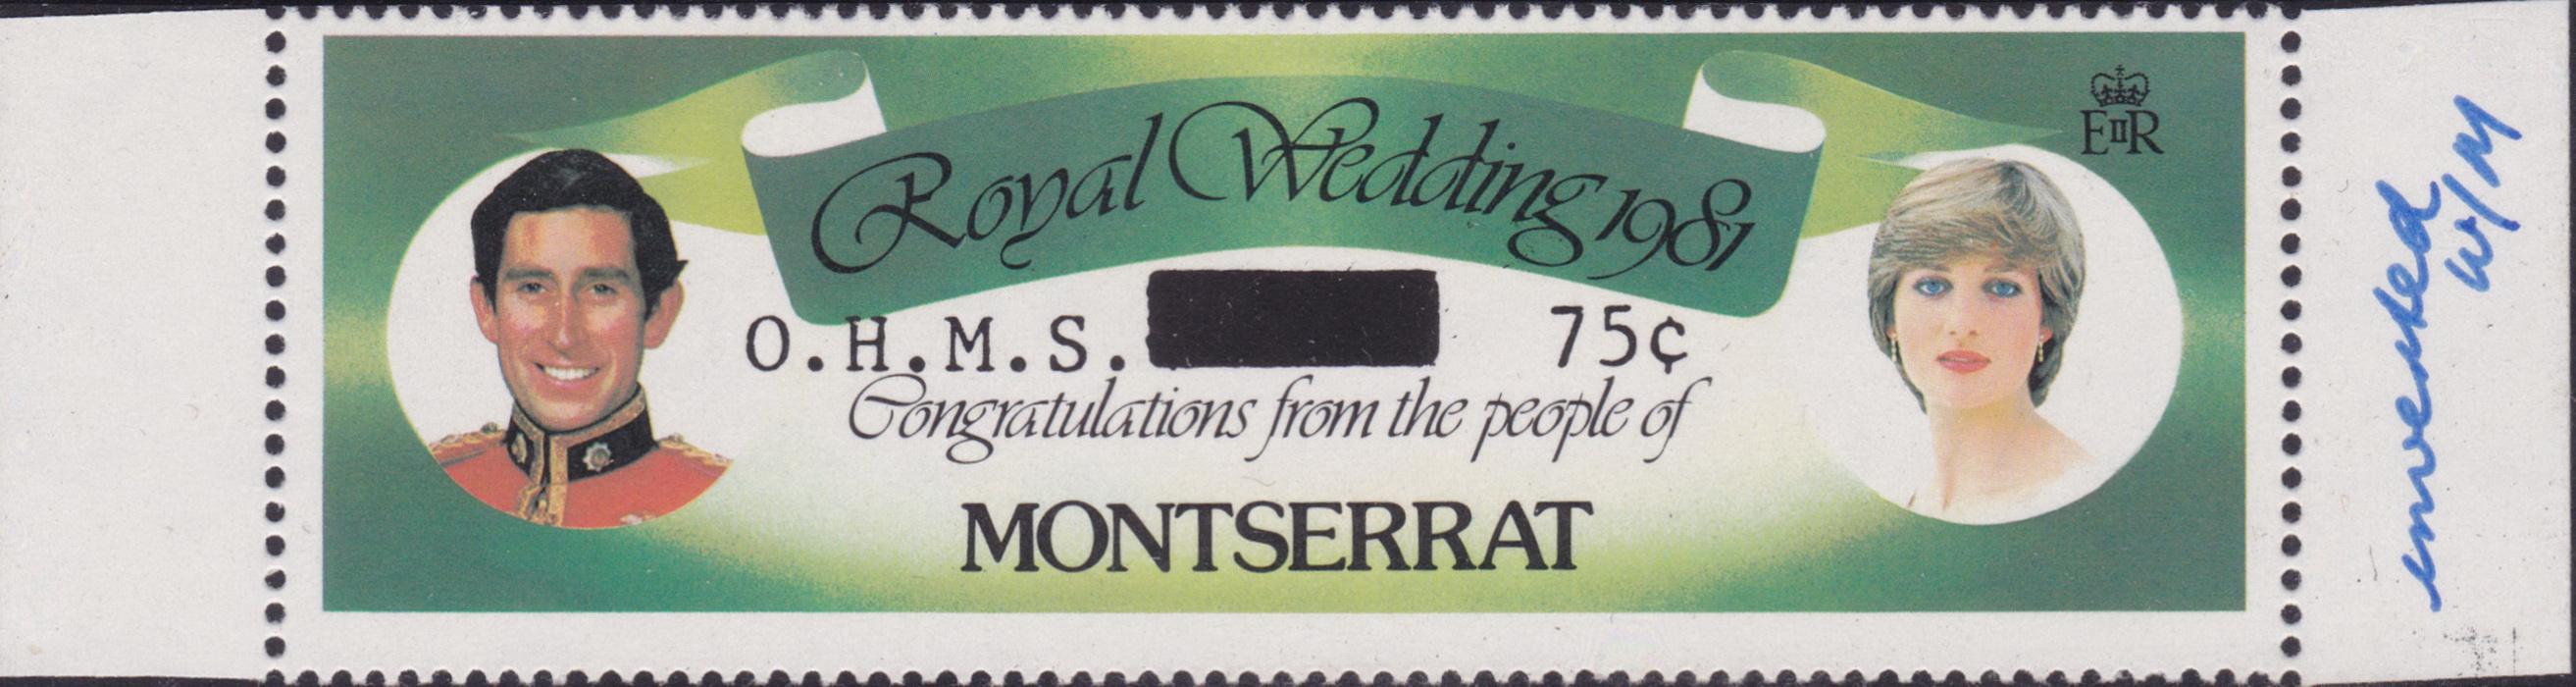 Royal Wedding 1981
EIIR
O.H.M.S. 75¢
Congratulations from the people of
MONTSERRAT
inverted
w/M